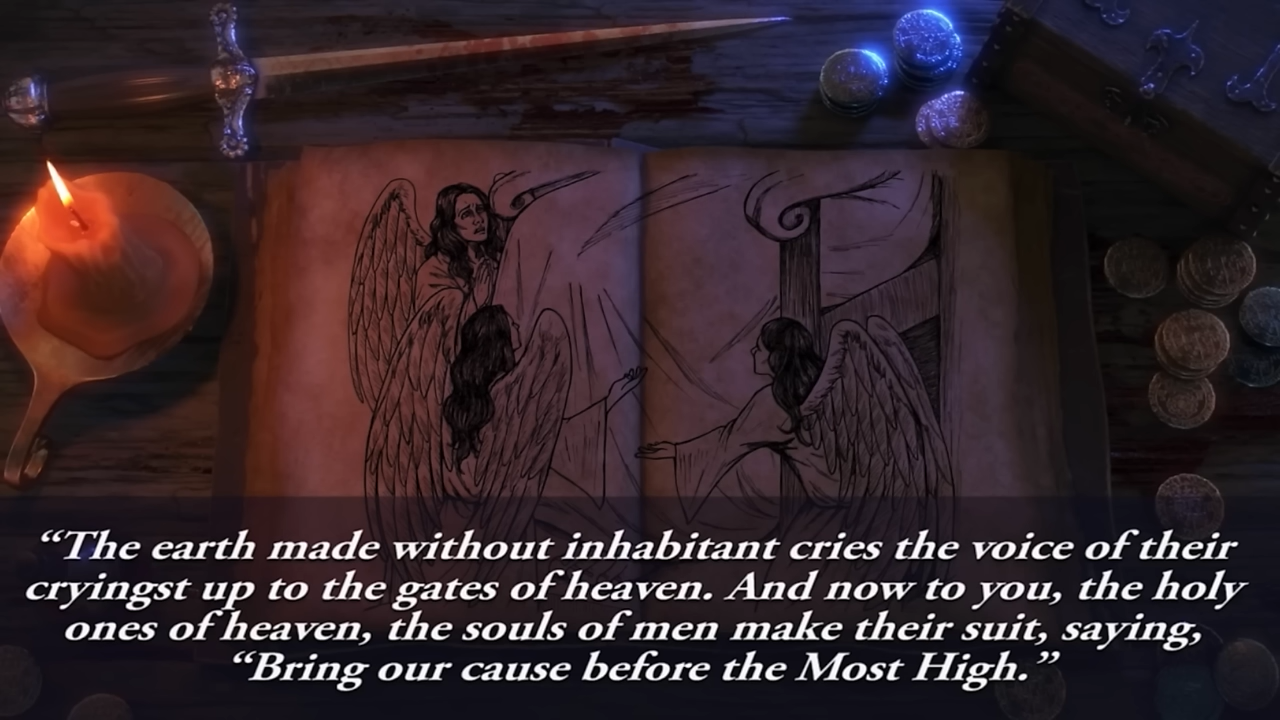 “The earth made without inhabitant cries the voice of their
cryingst up to the gates of heaven. And now to you, the holy
ones of heaven, the souls of men make their suit, saying,
“Bring our cause before the Most High.”